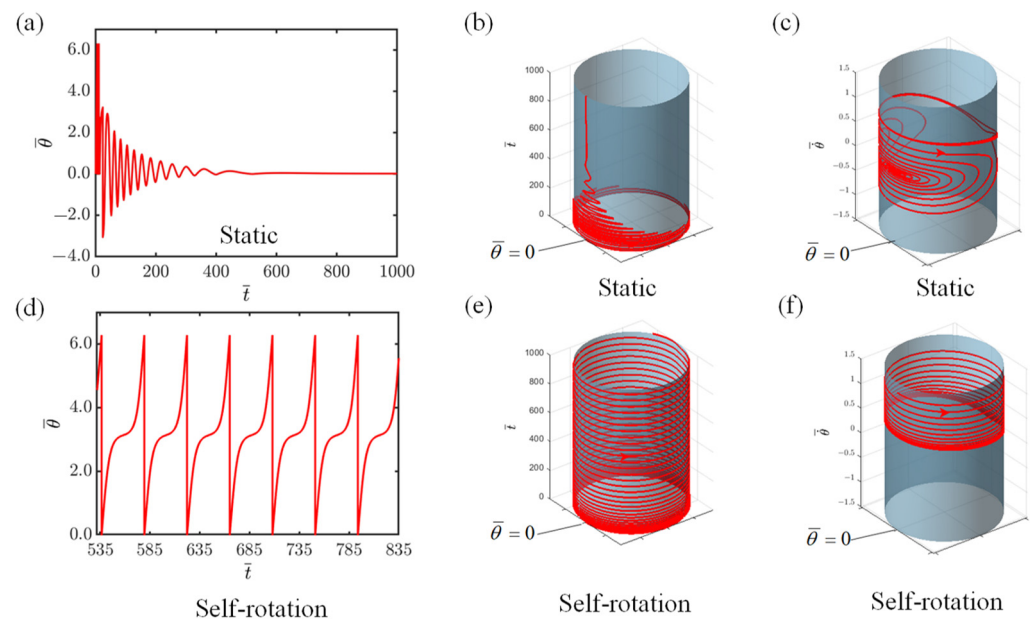 (a)
6.0
4.0
2.0
0.0
−2.0
−4.0
θ̄
Static
0 200 400 600 800 1000
t̄
(b)
1000
800
600
400
200
0
t̄
θ̄ = 0
Static
(c)
1.5
1
0.5
0
-0.5
-1
-1.5
θ̄̇
θ̄ = 0
Static
(d)
6.0
4.0
2.0
0.0
θ̄
535 585 635 685 735 785 835
t̄
Self-rotation
(e)
1000
800
600
400
200
0
t̄
θ̄ = 0
Self-rotation
(f)
1.5
1
0.5
0
-0.5
-1
-1.5
θ̄̇
θ̄ = 0
Self-rotation